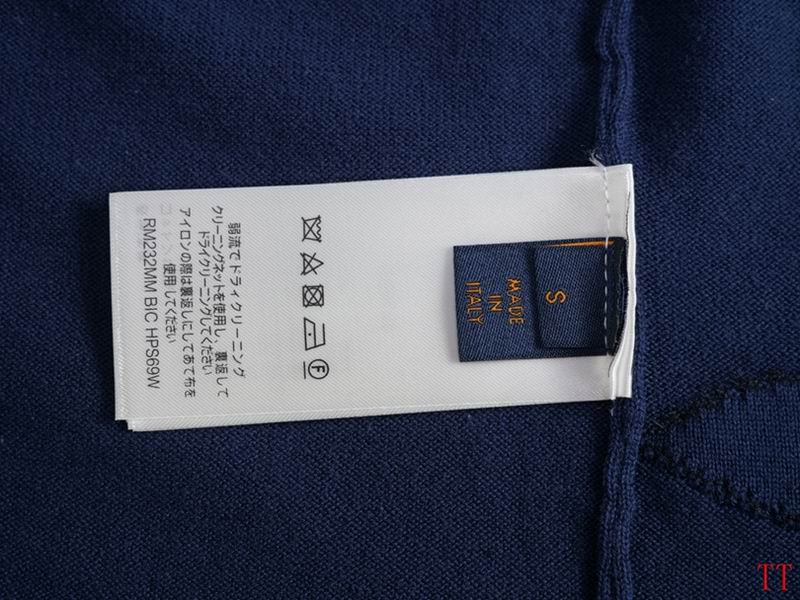 弱流でドライクリーニング
クリーニングネットを使用し、裏返して
ドライクリーニングしてください
アイロンの際は裏返しにしてあて布を
使用してください
RM232MM BIC HPS69W
F
S
MADE
IN
ITALY
TT